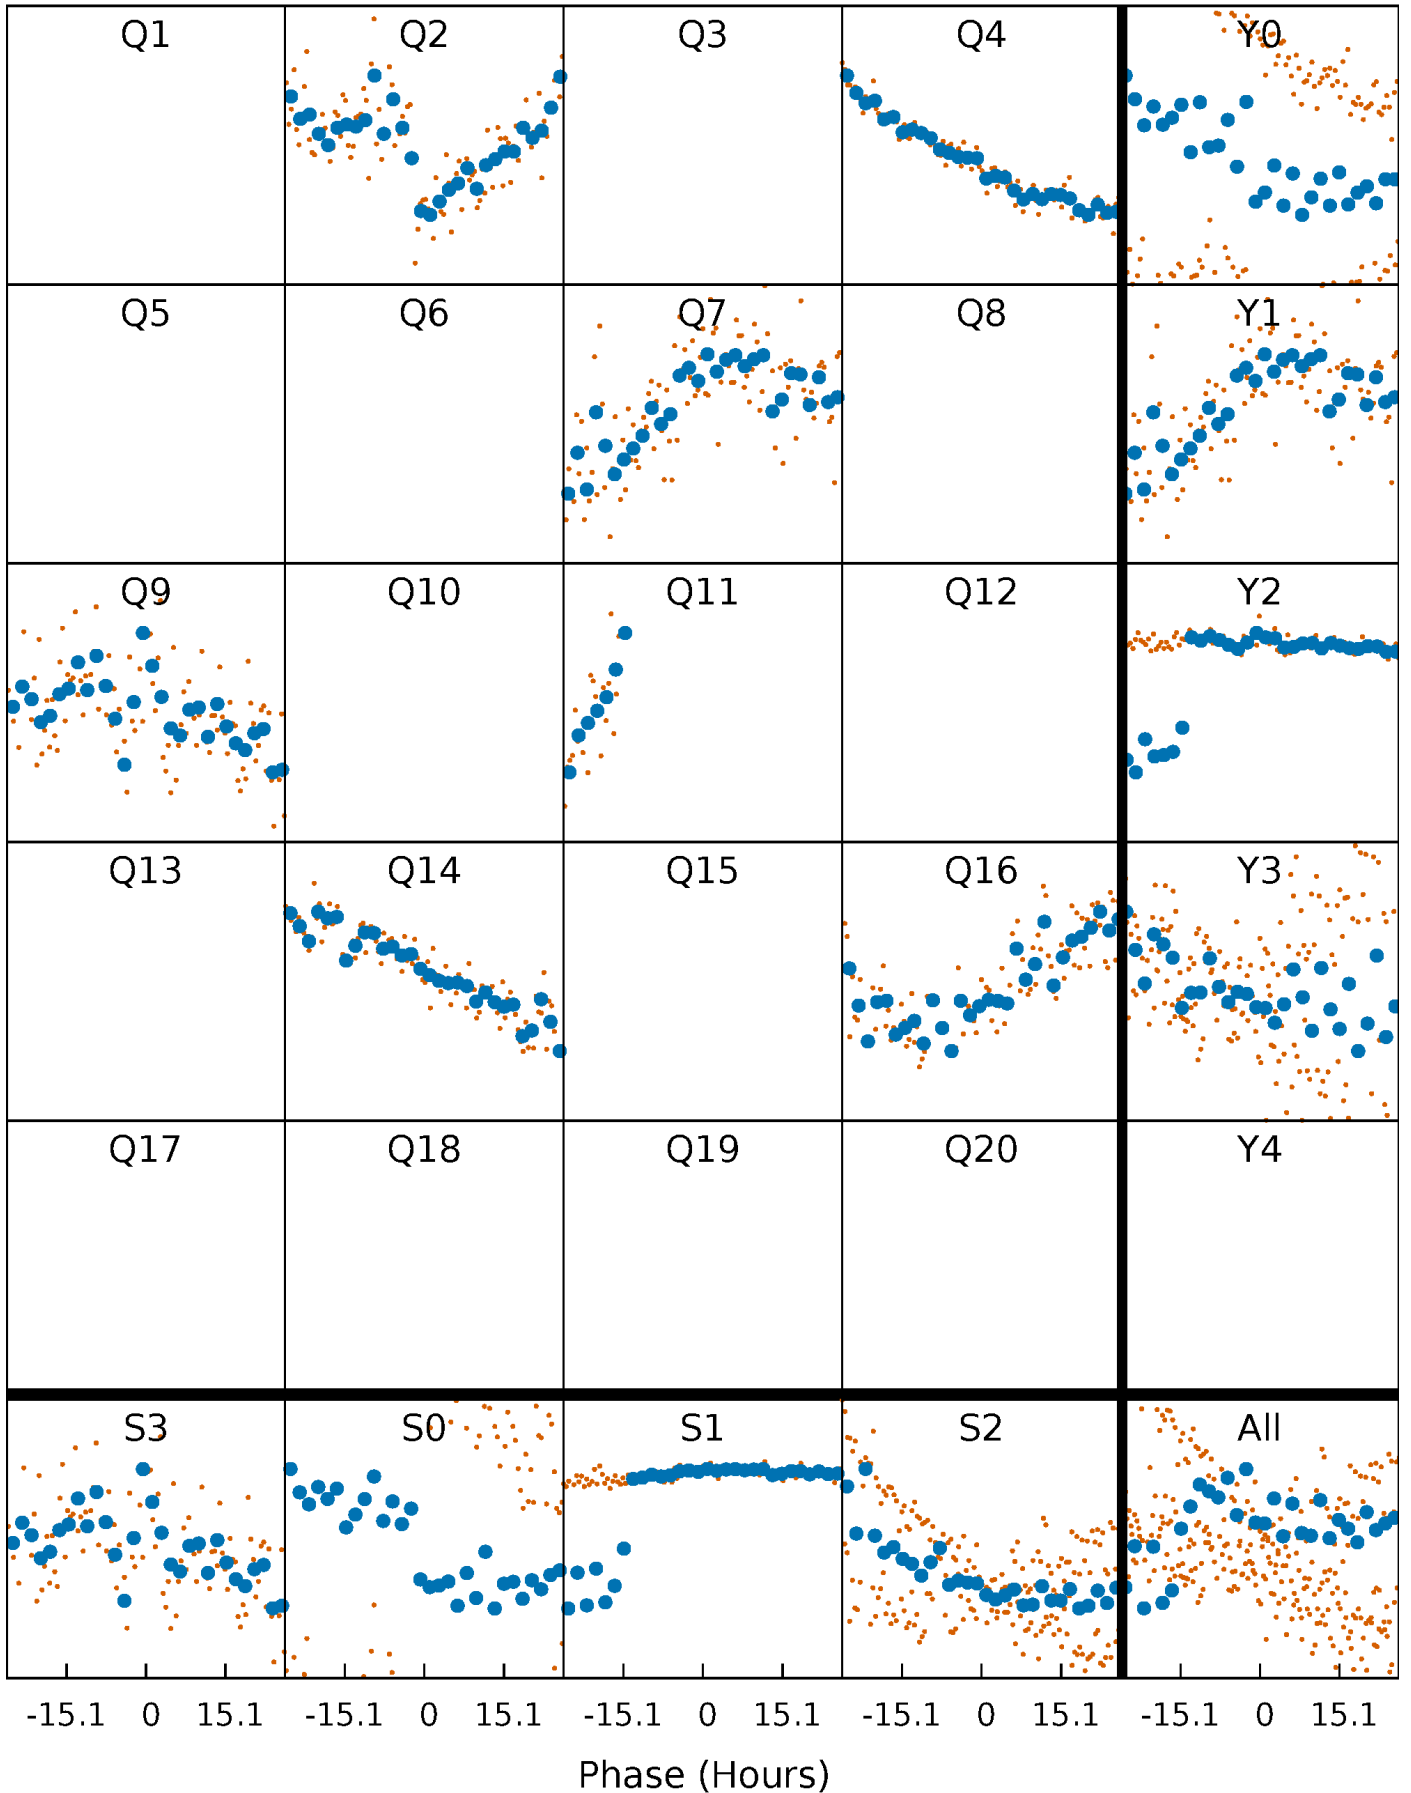 Q1 Q2 Q3 Q4 Y0
Q5 Q6 Q7 Q8 Y1
Q9 Q10 Q11 Q12 Y2
Q13 Q14 Q15 Q16 Y3
Q17 Q18 Q19 Q20 Y4
S3 S0 S1 S2 All
-15.1 0 15.1 -15.1 0 15.1 -15.1 0 15.1 -15.1 0 15.1 -15.1 0 15.1
Phase (Hours)